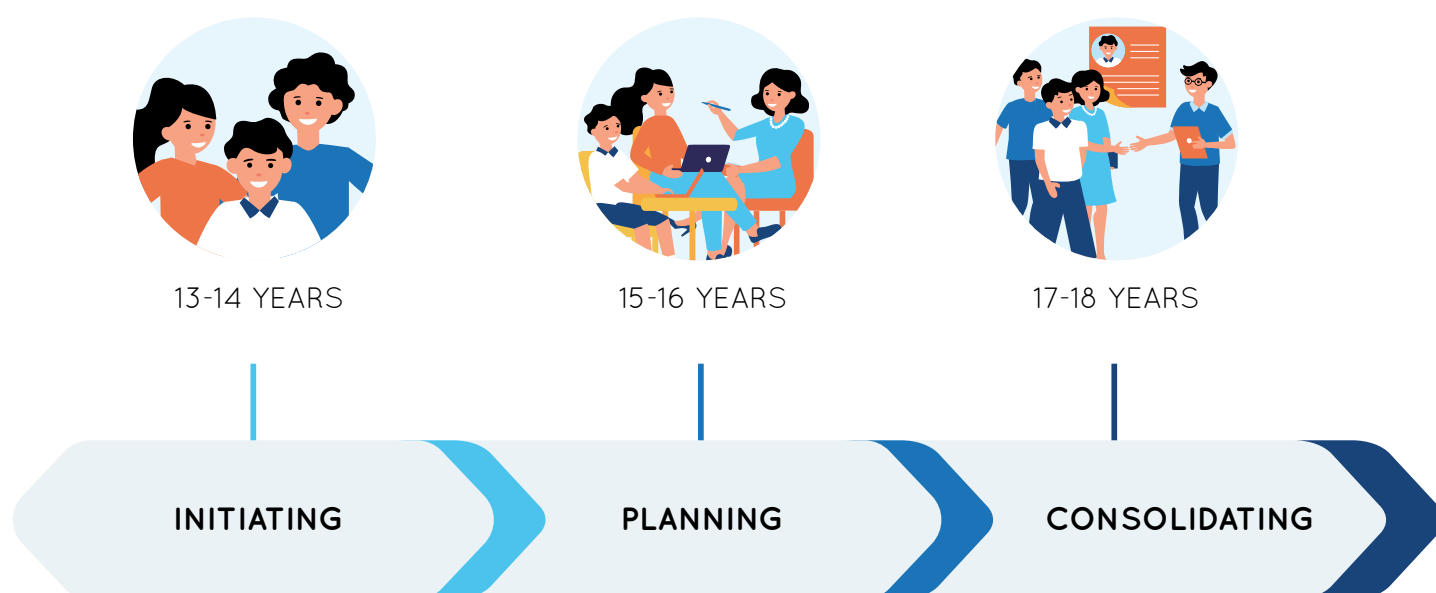 13-14 YEARS
15-16 YEARS
17-18 YEARS
INITIATING
PLANNING
CONSOLIDATING